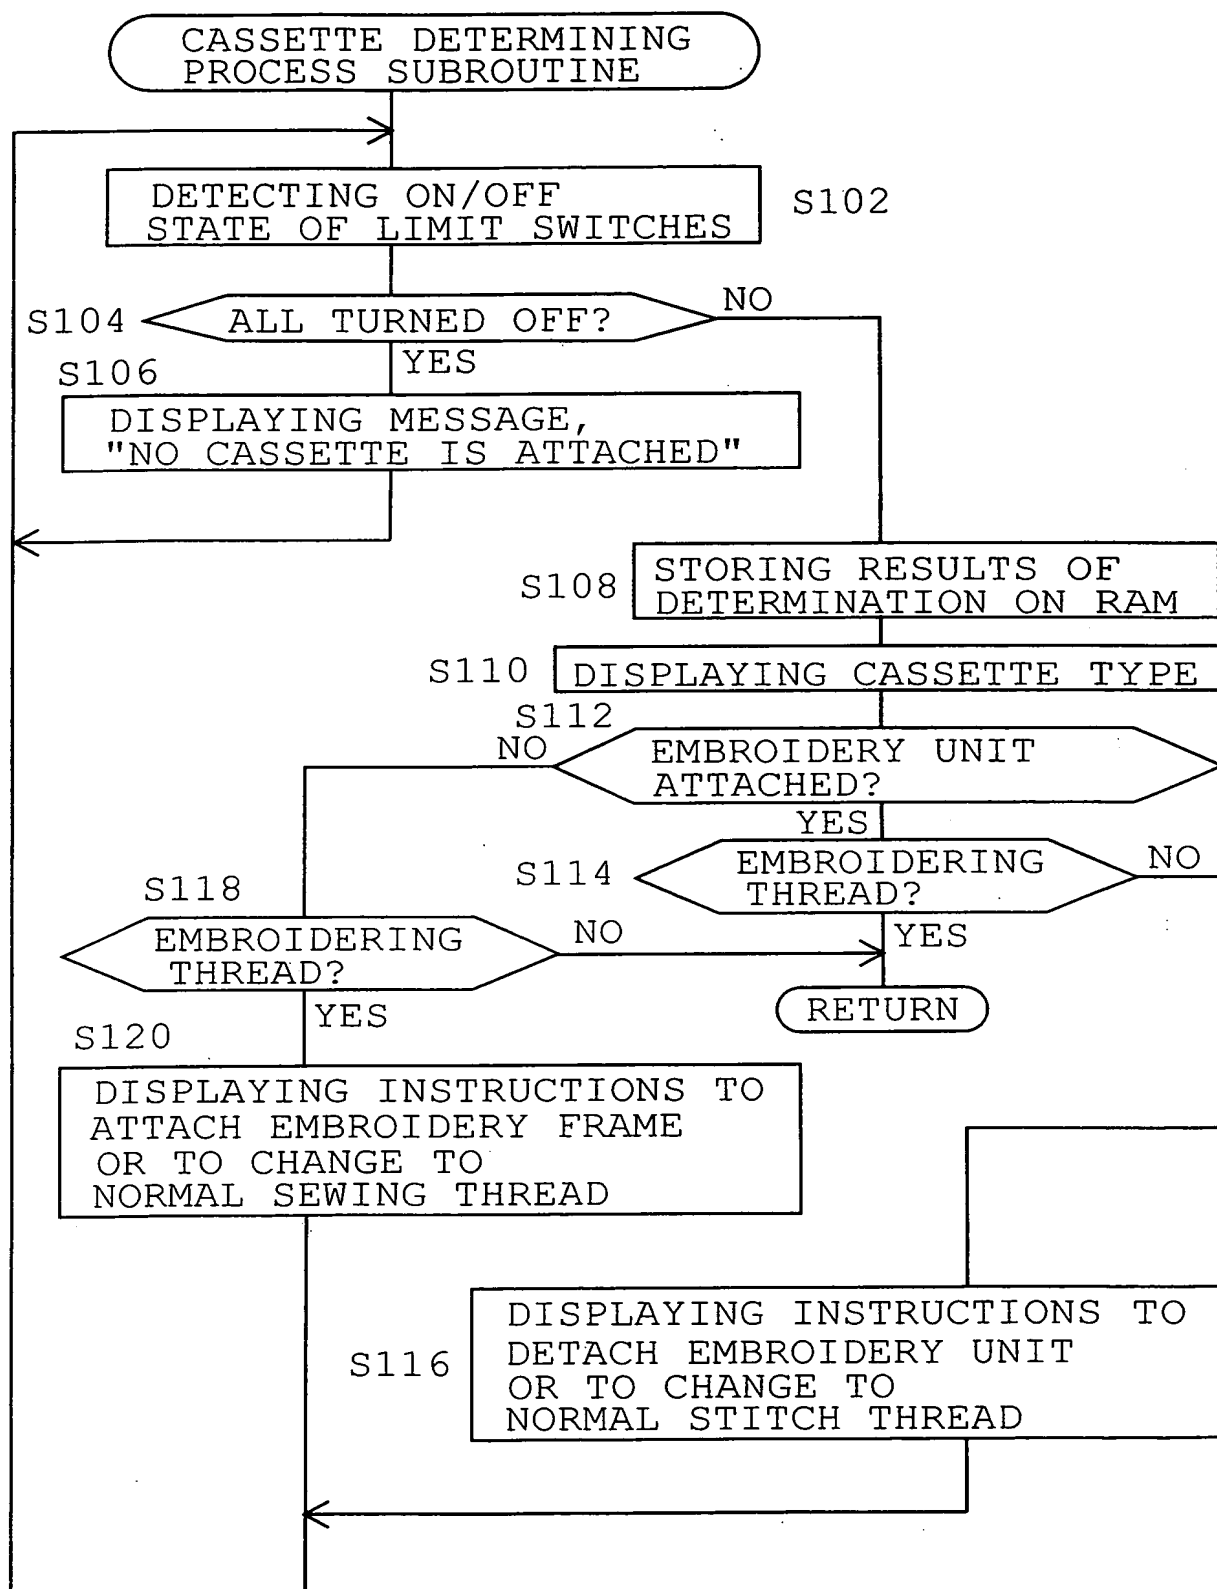 CASSETTE DETERMINING
PROCESS SUBROUTINE
DETECTING ON/OFF
STATE OF LIMIT SWITCHES
S102
S104
ALL TURNED OFF?
NO
YES
S106
DISPLAYING MESSAGE,
"NO CASSETTE IS ATTACHED"
S108
STORING RESULTS OF
DETERMINATION ON RAM
S110
DISPLAYING CASSETTE TYPE
S112
NO
EMBROIDERY UNIT
ATTACHED?
YES
S114
EMBROIDERING
THREAD?
NO
YES
S118
EMBROIDERING
THREAD?
NO
YES
RETURN
S120
DISPLAYING INSTRUCTIONS TO
ATTACH EMBROIDERY FRAME
OR TO CHANGE TO
NORMAL SEWING THREAD
S116
DISPLAYING INSTRUCTIONS TO
DETACH EMBROIDERY UNIT
OR TO CHANGE TO
NORMAL STITCH THREAD